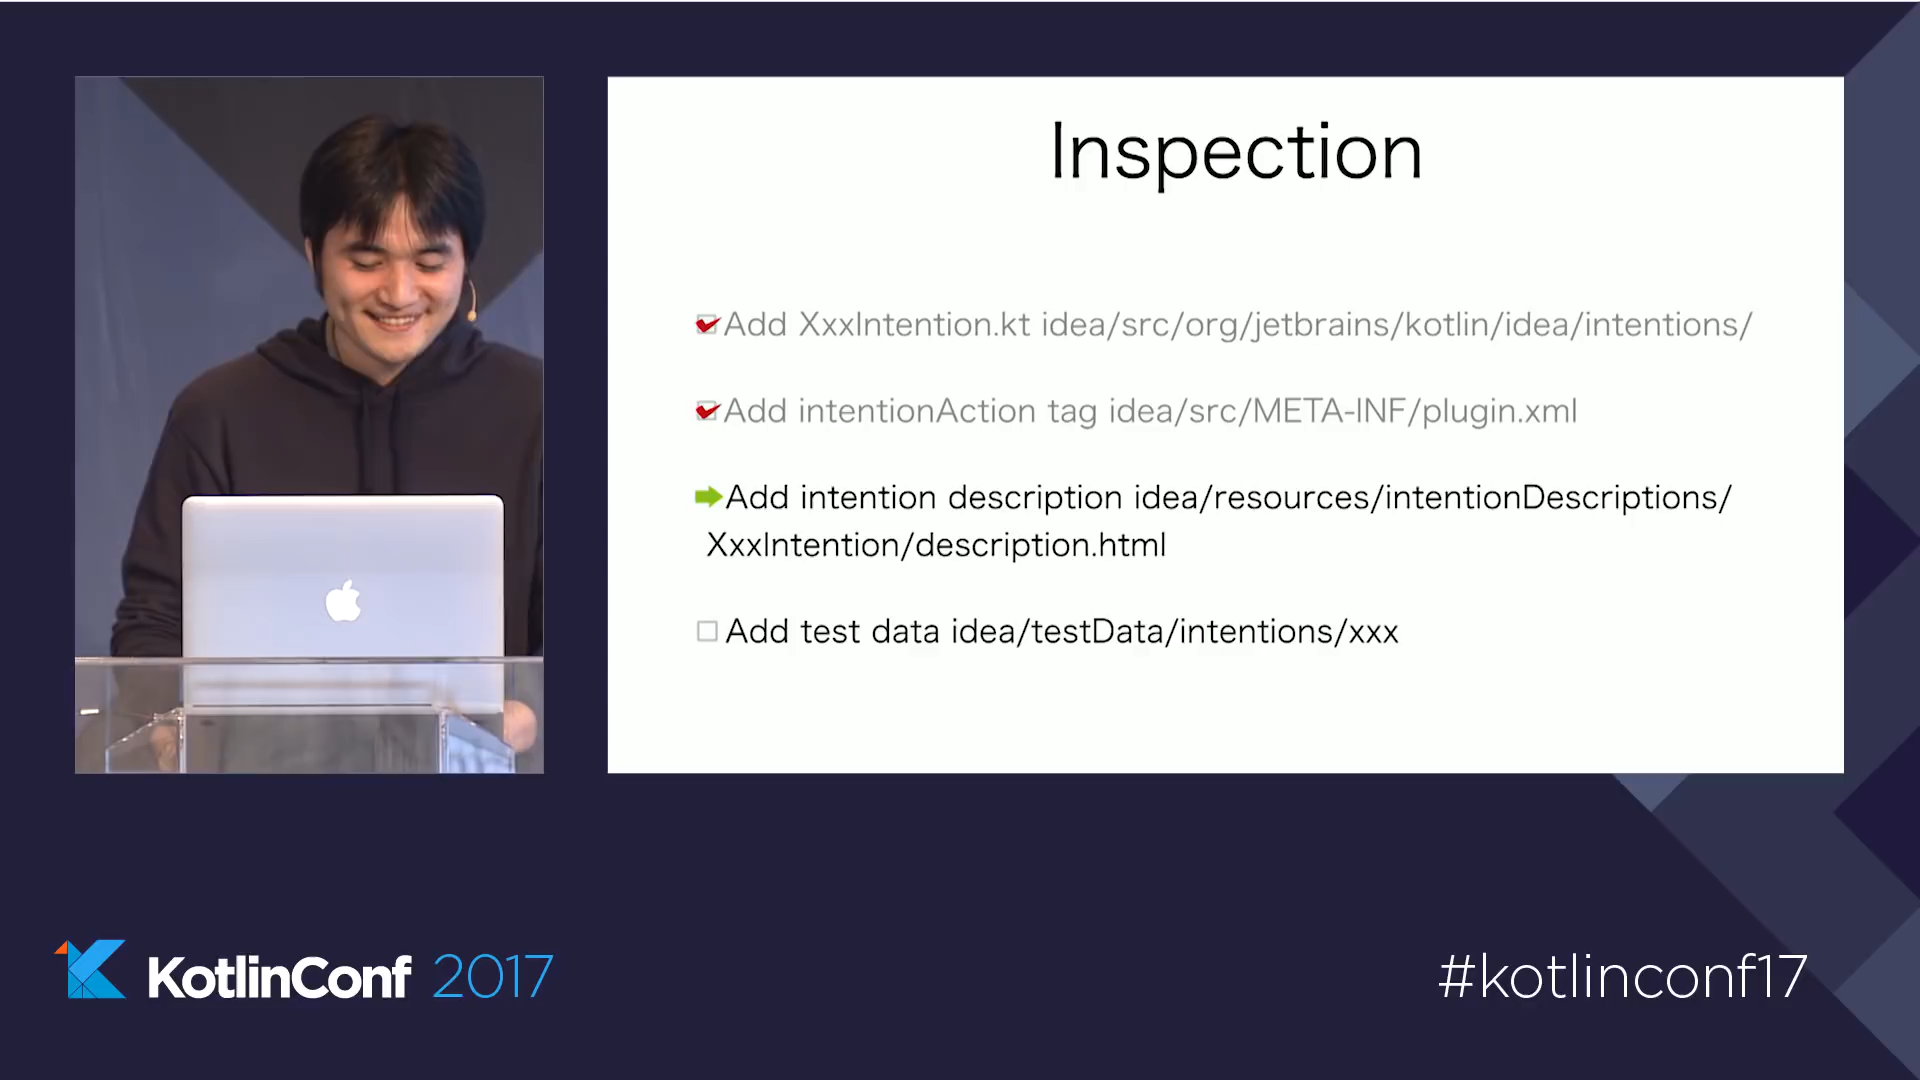 Inspection
Add XxxIntention.kt idea/src/org/jetbrains/kotlin/idea/intentions/
Add intentionAction tag idea/src/META-INF/plugin.xml
Add intention description idea/resources/intentionDescriptions/
XxxIntention/description.html
Add test data idea/testData/intentions/xxx
KotlinConf 2017
#kotlinconf17